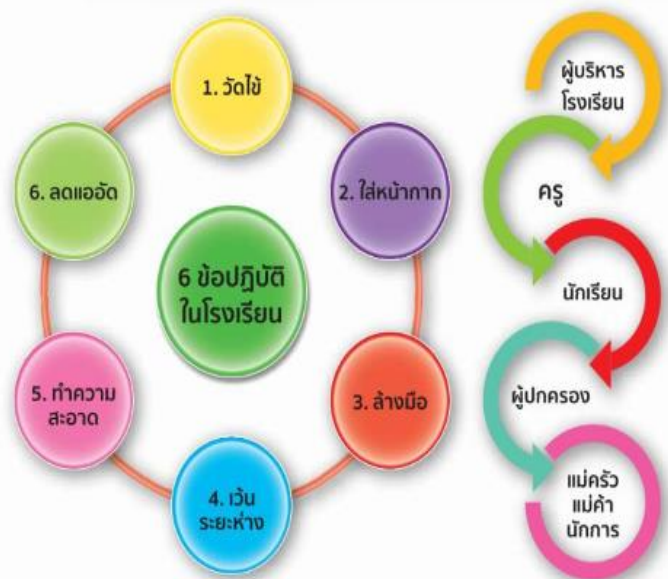 1. วัดไข้
2. ใส่หน้ากาก
3. ล้างมือ
4. เว้น
ระยะห่าง
5. ทำความ
สะอาด
6. ลดแออัด
6 ข้อปฏิบัติ
ในโรงเรียน
ผู้บริหาร
โรงเรียน
ครู
นักเรียน
ผู้ปกครอง
แม่ครัว
แม่ค้า
นักการ